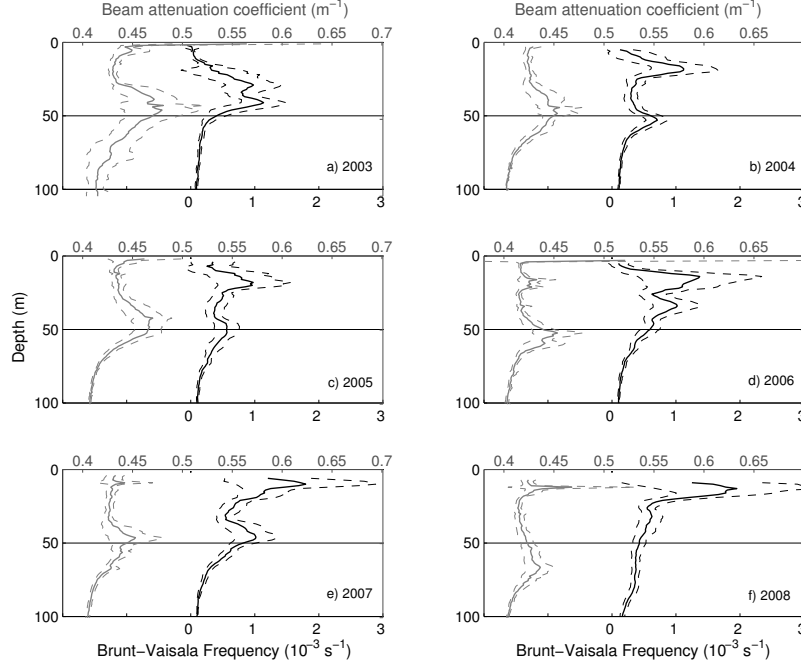 Beam attenuation coefficient (m⁻¹) Beam attenuation coefficient (m⁻¹)
0.4 0.45 0.5 0.55 0.6 0.65 0.7 0.4 0.45 0.5 0.55 0.6 0.65
0 0
50 50
a) 2003 b) 2004
100 100
0 1 2 3 0 1 2 3
0.4 0.45 0.5 0.55 0.6 0.65 0.7 0.4 0.45 0.5 0.55 0.6 0.65
0 0
Depth (m)
50 50
c) 2005 d) 2006
100 100
0 1 2 3 0 1 2 3
0.4 0.45 0.5 0.55 0.6 0.65 0.7 0.4 0.45 0.5 0.55 0.6 0.65
0 0
50 50
e) 2007 f) 2008
100 100
0 1 2 3 0 1 2 3
Brunt−Vaisala Frequency (10⁻³ s⁻¹) Brunt−Vaisala Frequency (10⁻³ s⁻¹)